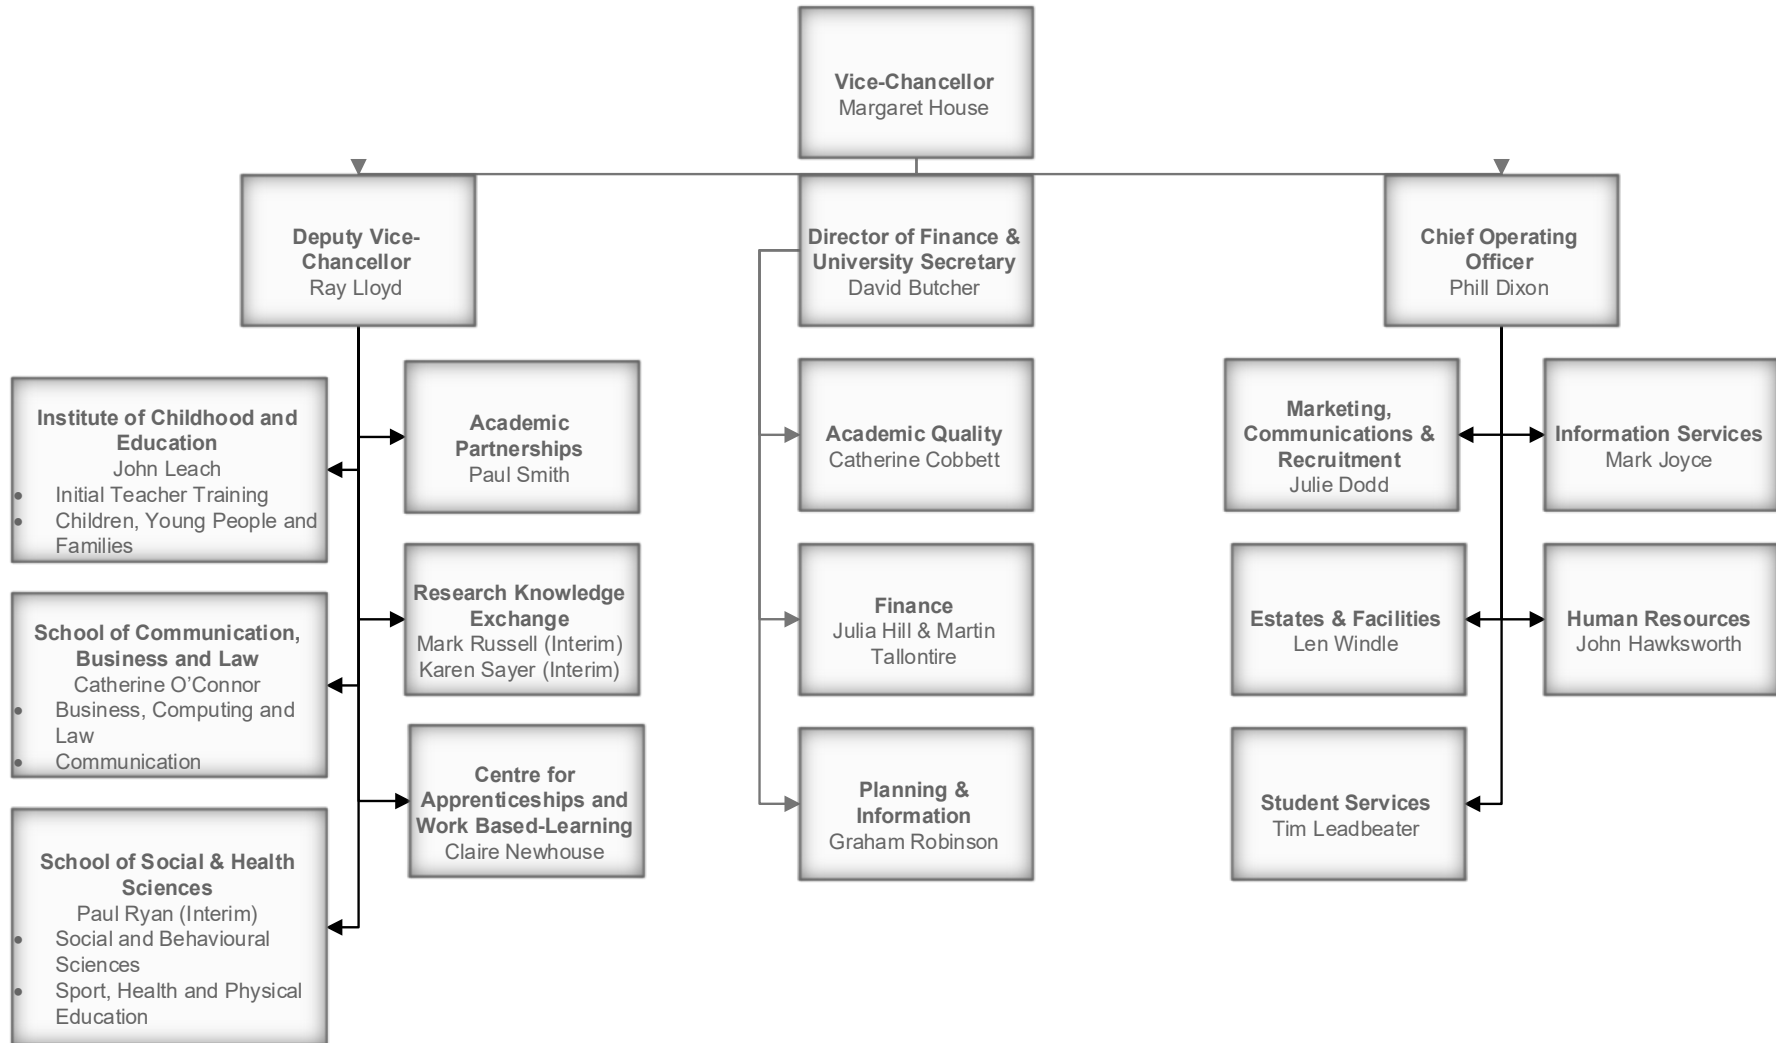 Vice-Chancellor
Margaret House
Deputy Vice-
Chancellor
Ray Lloyd
Director of Finance &
University Secretary
David Butcher
Chief Operating
Officer
Phill Dixon
Institute of Childhood and
Education
John Leach
• Initial Teacher Training
• Children, Young People and
Families
School of Communication,
Business and Law
Catherine O’Connor
• Business, Computing and
Law
• Communication
School of Social & Health
Sciences
Paul Ryan (Interim)
• Social and Behavioural
Sciences
• Sport, Health and Physical
Education
Academic
Partnerships
Paul Smith
Research Knowledge
Exchange
Mark Russell (Interim)
Karen Sayer (Interim)
Centre for
Apprenticeships and
Work Based-Learning
Claire Newhouse
Academic Quality
Catherine Cobbett
Finance
Julia Hill & Martin
Tallontire
Planning &
Information
Graham Robinson
Marketing,
Communications &
Recruitment
Julie Dodd
Estates & Facilities
Len Windle
Student Services
Tim Leadbeater
Information Services
Mark Joyce
Human Resources
John Hawksworth